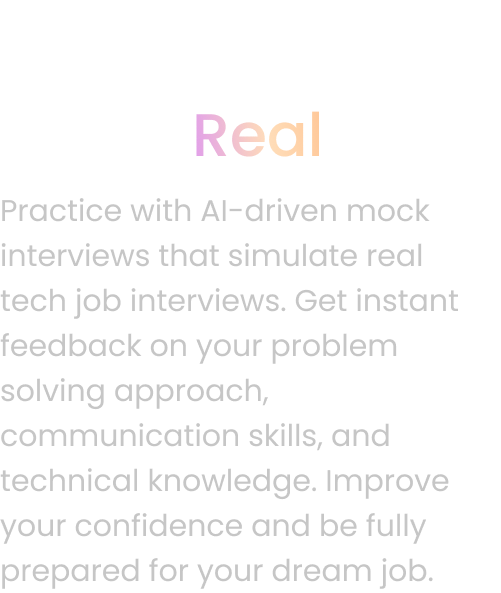 Real
Practice with AI-driven mock
interviews that simulate real
tech job interviews. Get instant
feedback on your problem
solving approach,
communication skills, and
technical knowledge. Improve
your confidence and be fully
prepared for your dream job.